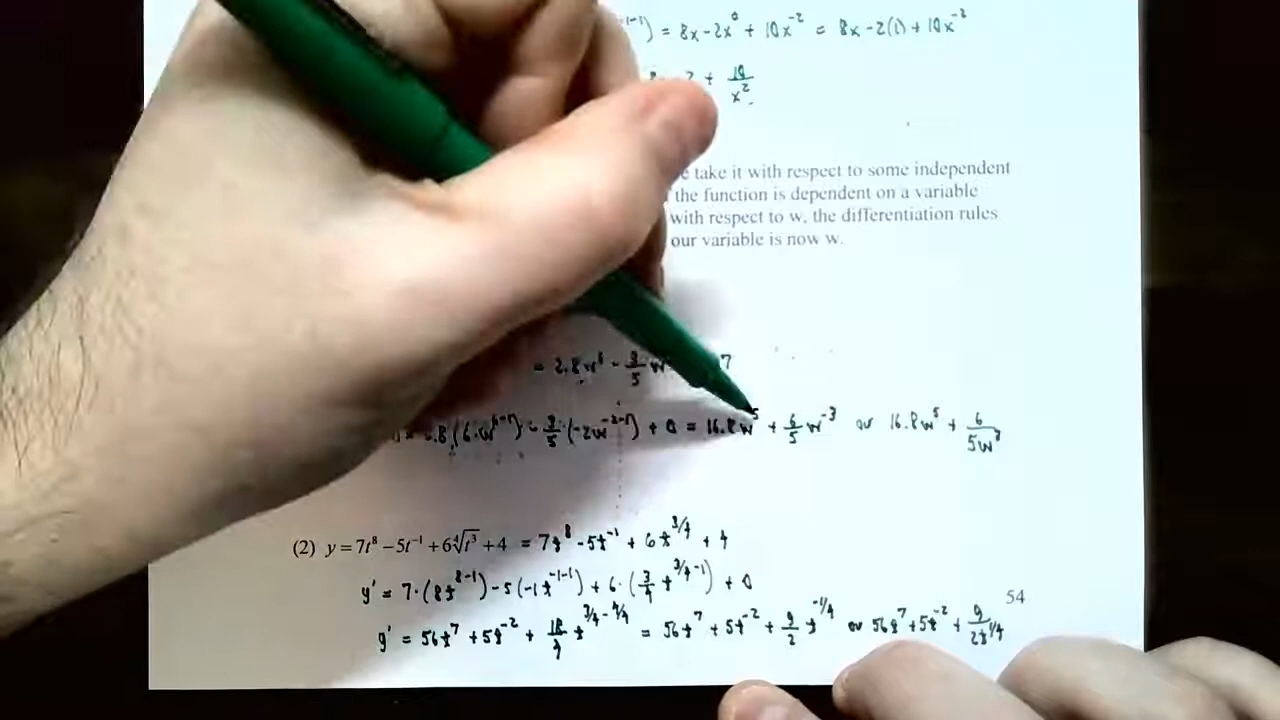 = 8x-2x⁰ + 10x⁻² = 8x-2(1) + 10x⁻²
+ 10/x²
take it with respect to some independent
the function is dependent on a variable
with respect to w, the differentiation rules
our variable is now w.
= 2.8w⁶ - 3/5 w 7
(6·w⁶⁻¹) - 3/5 (-2w⁻²⁻¹) + 0 = 16.8w⁵ + 6/5 w⁻³ or 16.8w⁵ + 6/5w³
(2) y = 7t⁸ − 5t⁻¹ + 6∜t³ + 4 = 7t⁸ - 5t⁻¹ + 6t^3/4 + 4
y' = 7·(8t⁸⁻¹) - 5(-1t⁻¹⁻¹) + 6·(3/4 t^3/4-1) + 0
54
y' = 56t⁷ + 5t⁻² + 18/4 t^3/4-4/4 = 56t⁷ + 5t⁻² + 9/2 t^-1/4 or 56t⁷ + 5t⁻² + 9/2t^1/4